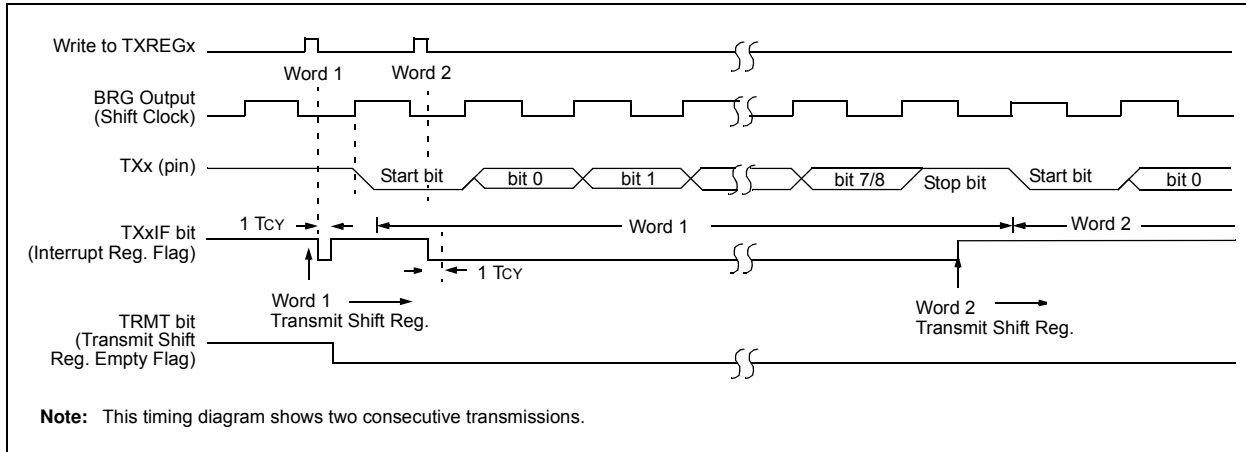 Write to TXREGx
Word 1
Word 2
BRG Output
(Shift Clock)
TXx (pin)
Start bit
bit 0
bit 1
bit 7/8
Stop bit
Start bit
bit 0
1 TCY
Word 1
Word 2
TXxIF bit
(Interrupt Reg. Flag)
1 TCY
Word 1
Transmit Shift Reg.
Word 2
Transmit Shift Reg.
TRMT bit
(Transmit Shift
Reg. Empty Flag)
Note: This timing diagram shows two consecutive transmissions.